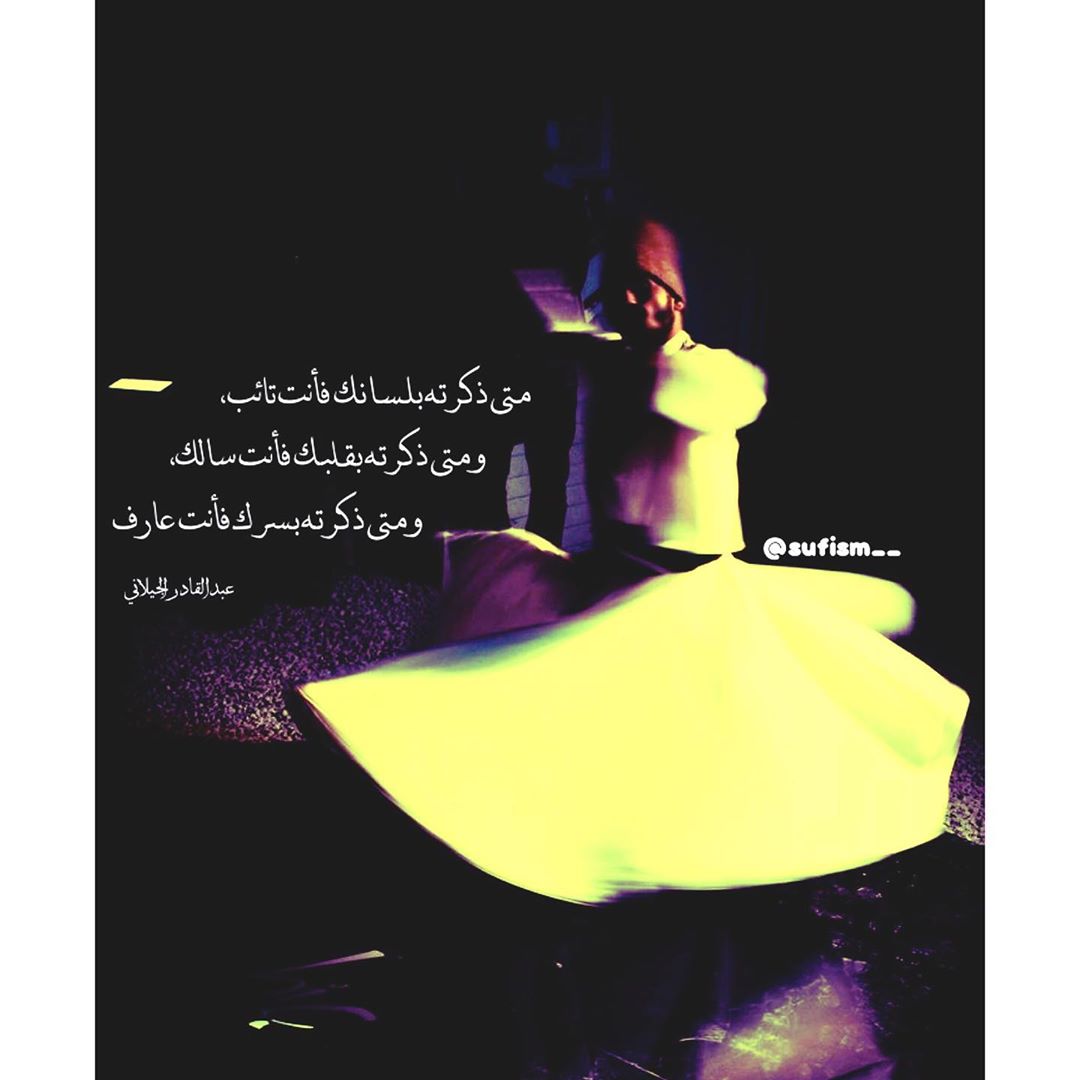 متى ذكرته بلسانك فأنت تائب،
ومتى ذكرته بقلبك فأنت سالك،
ومتى ذكرته بسرك فأنت عارف
عبدالقادر الجيلاني
@sufism__